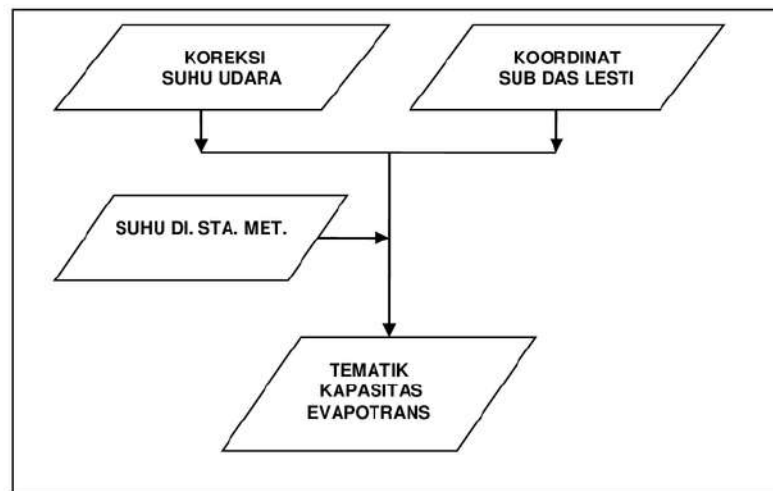 KOREKSI
SUHU UDARA
KOORDINAT
SUB DAS LESTI
SUHU DI. STA. MET.
TEMATIK
KAPASITAS
EVAPOTRANS